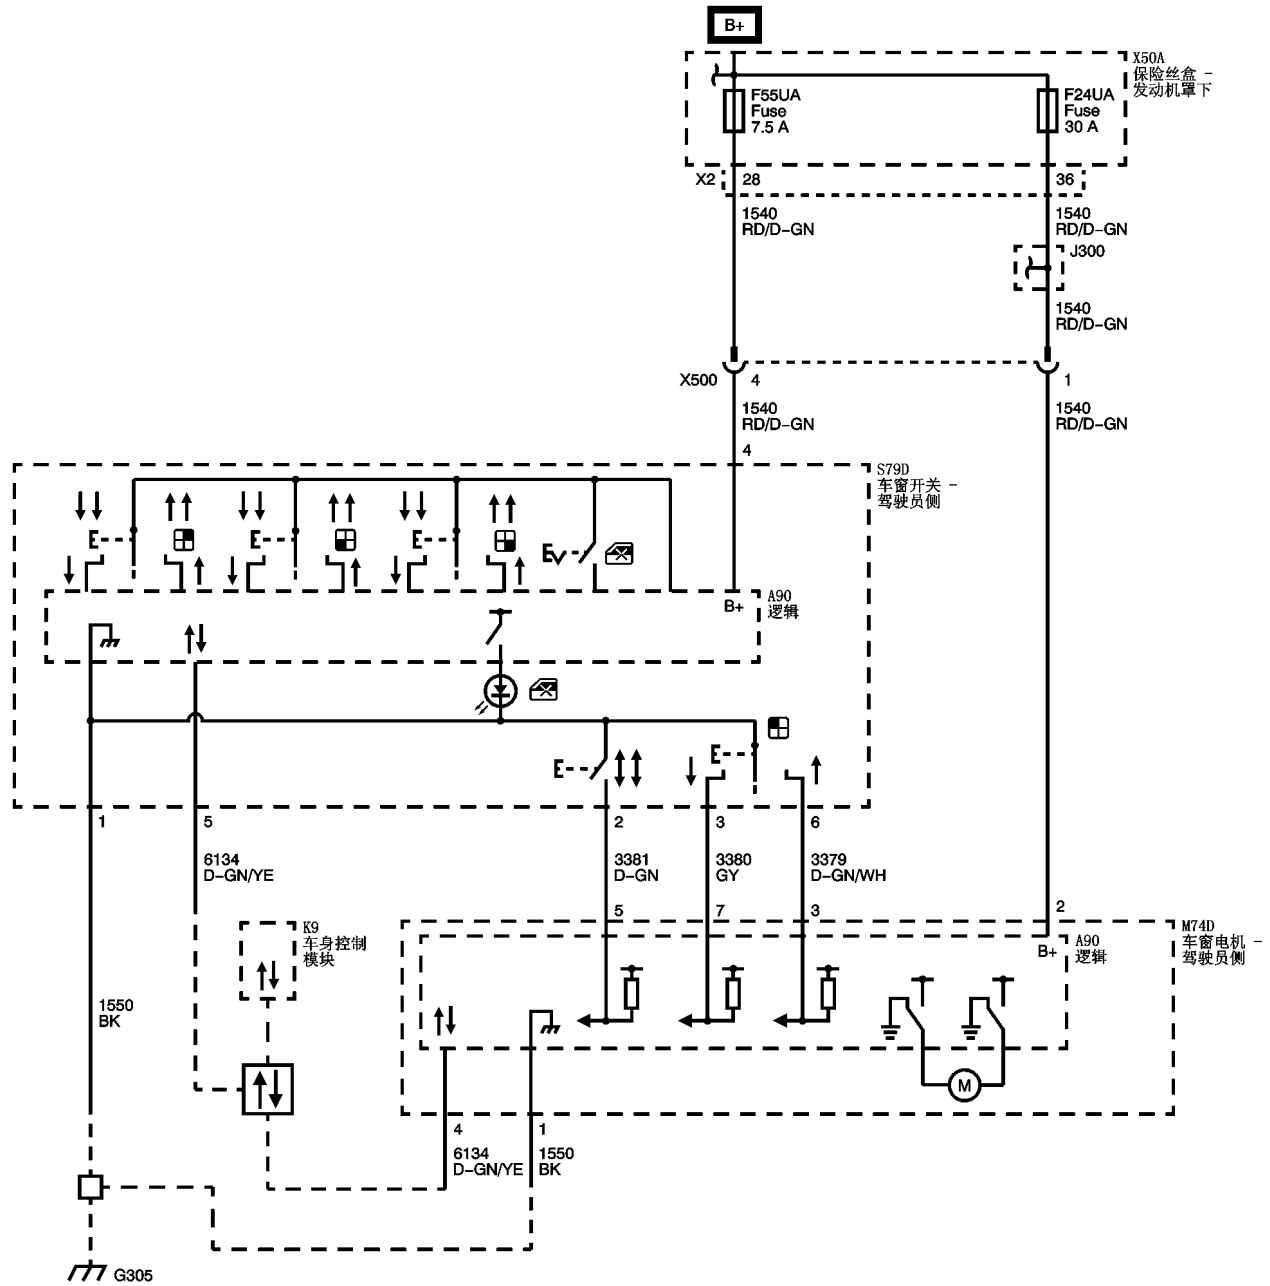 B+
X50A
保险丝盒 -
发动机罩下
F55UA
Fuse
7.5 A
F24UA
Fuse
30 A
X2
28
36
1540
RD/D-GN
1540
RD/D-GN
J300
1540
RD/D-GN
X500
4
1
1540
RD/D-GN
1540
RD/D-GN
4
S79D
车窗开关 -
驾驶员侧
B+
A90
逻辑
1
5
2
3
6
6134
D-GN/YE
3381
D-GN
3380
GY
3379
D-GN/WH
5
7
3
2
K9
车身控制
模块
B+
A90
逻辑
M74D
车窗电机 -
驾驶员侧
1550
BK
M
4
1
6134
D-GN/YE
1550
BK
G305